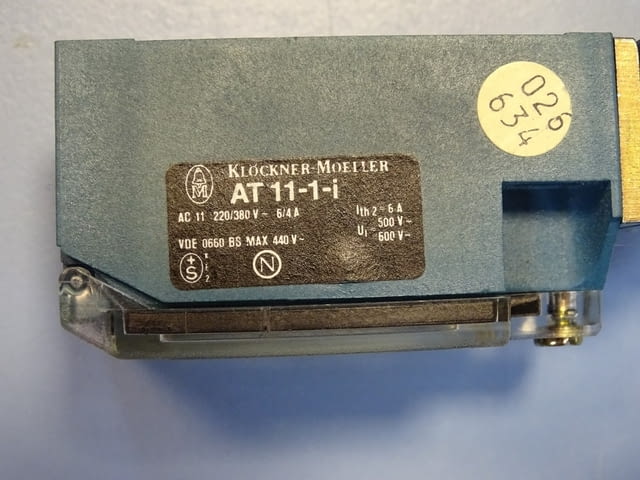 026
634
KLÖCKNER-MOELLER
AT 11-1-i
AC 11 220/380 V ~ 6/4 A
Ith 2 ~ 6 A
500 V~
VDE 0660 BS MAX 440 V~
Ui 600 V~
S
N